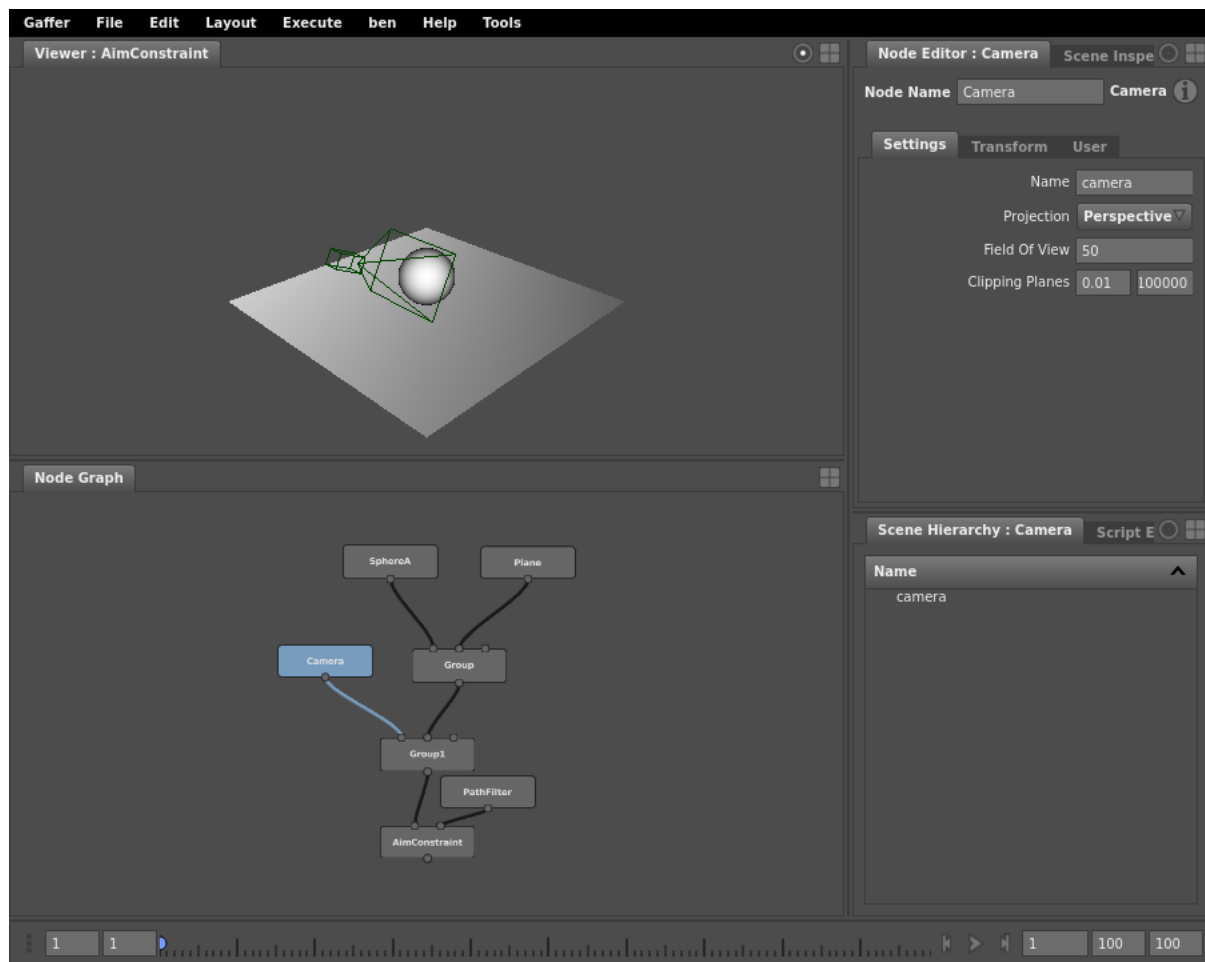 Gaffer File Edit Layout Execute ben Help Tools
Viewer : AimConstraint
Node Editor : Camera Scene Inspe
Node Name Camera Camera
Settings Transform User
Name camera
Projection Perspective
Field Of View 50
Clipping Planes 0.01 100000
Node Graph
SphereA Plane
Camera Group
Group1
PathFilter
AimConstraint
Scene Hierarchy : Camera Script E
Name
camera
1 1 1 100 100